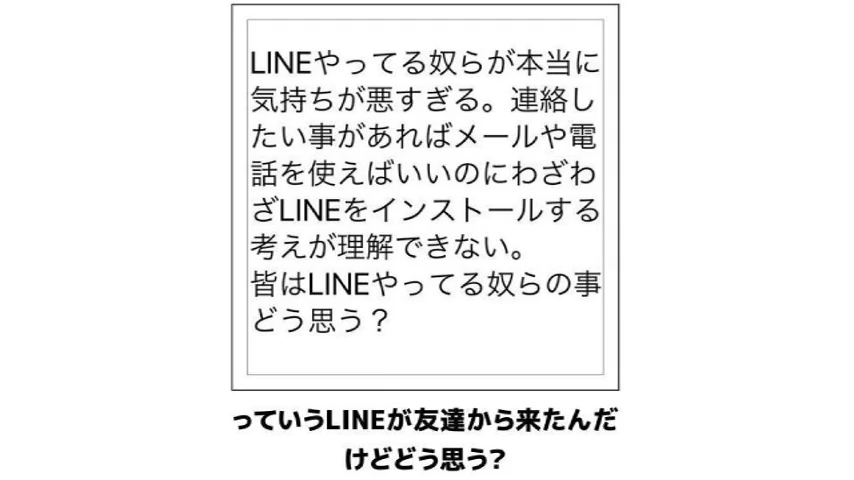 LINEやってる奴らが本当に
気持ちが悪すぎる。連絡し
たい事があればメールや電
話を使えばいいのにわざわ
ざLINEをインストールする
考えが理解できない。
皆はLINEやってる奴らの事
どう思う？
っていうLINEが友達から来たんだ
けどどう思う?